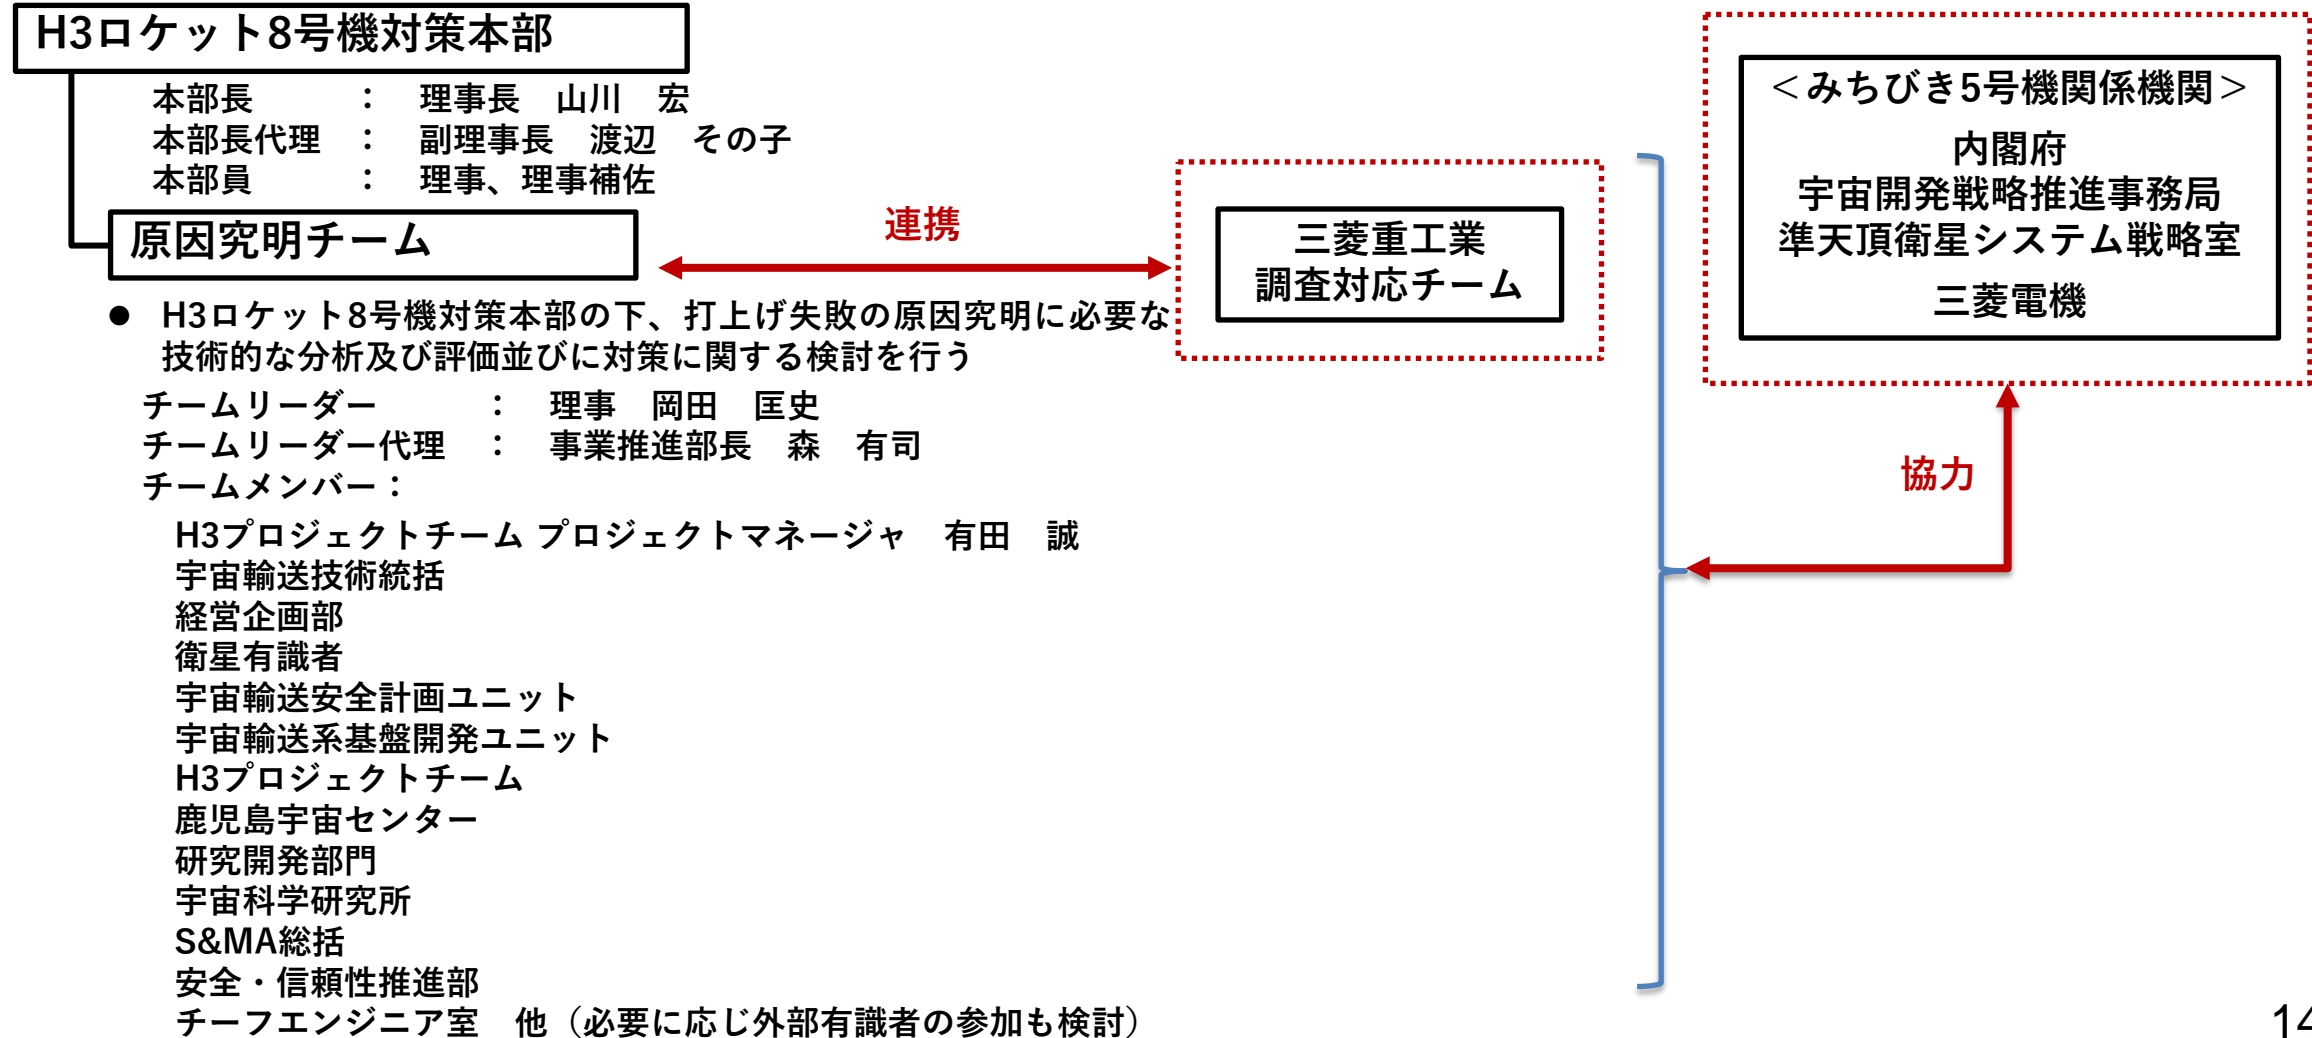 H3ロケット8号機対策本部
本部長　　　：　理事長　山川　宏
本部長代理　：　副理事長　渡辺　その子
本部員　　　：　理事、理事補佐
原因究明チーム
● H3ロケット8号機対策本部の下、打上げ失敗の原因究明に必要な
技術的な分析及び評価並びに対策に関する検討を行う
チームリーダー　　　：　理事　岡田　匡史
チームリーダー代理　：　事業推進部長　森　有司
チームメンバー：
H3プロジェクトチーム プロジェクトマネージャ　有田　誠
宇宙輸送技術統括
経営企画部
衛星有識者
宇宙輸送安全計画ユニット
宇宙輸送系基盤開発ユニット
H3プロジェクトチーム
鹿児島宇宙センター
研究開発部門
宇宙科学研究所
S&MA総括
安全・信頼性推進部
チーフエンジニア室　他（必要に応じ外部有識者の参加も検討）
連携
三菱重工業
調査対応チーム
＜みちびき5号機関係機関＞
内閣府
宇宙開発戦略推進事務局
準天頂衛星システム戦略室
三菱電機
協力
14